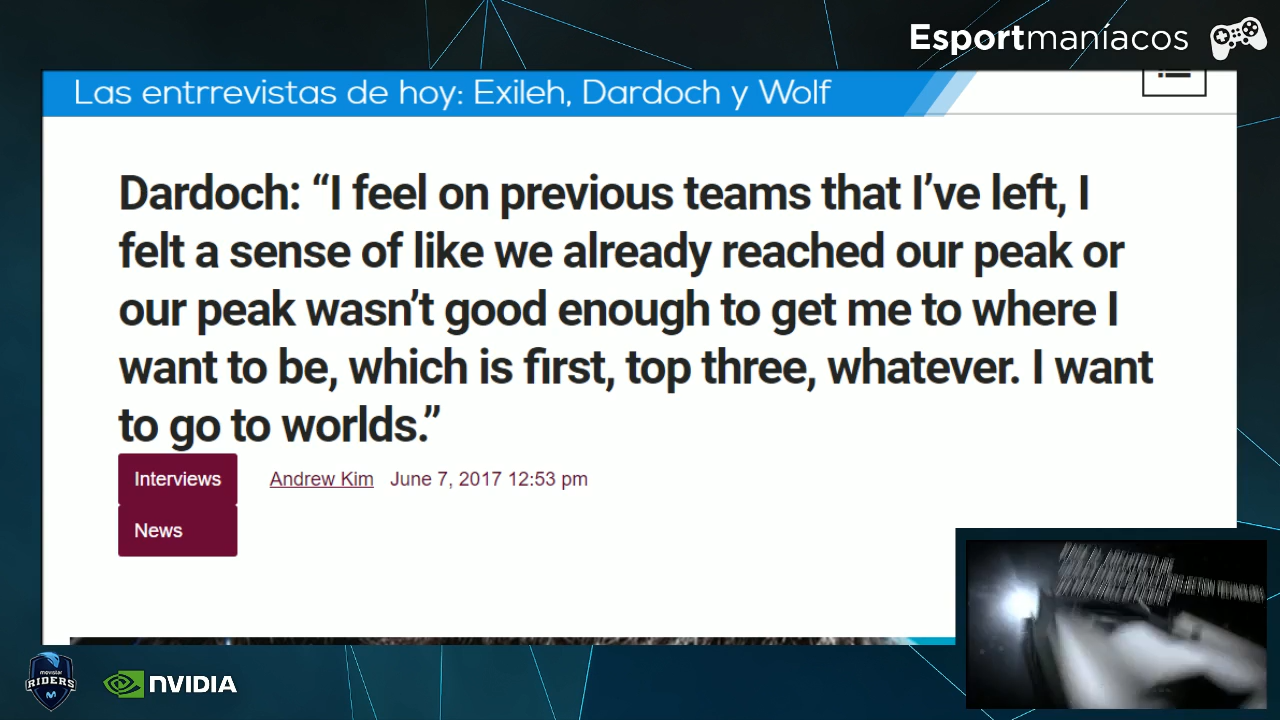 Esportmaníacos
Las entrrevistas de hoy: Exileh, Dardoch y Wolf
Dardoch: “I feel on previous teams that I’ve left, I
felt a sense of like we already reached our peak or
our peak wasn’t good enough to get me to where I
want to be, which is first, top three, whatever. I want
to go to worlds.”
Interviews
Andrew Kim June 7, 2017 12:53 pm
News
movistar
RIDERS
NVIDIA